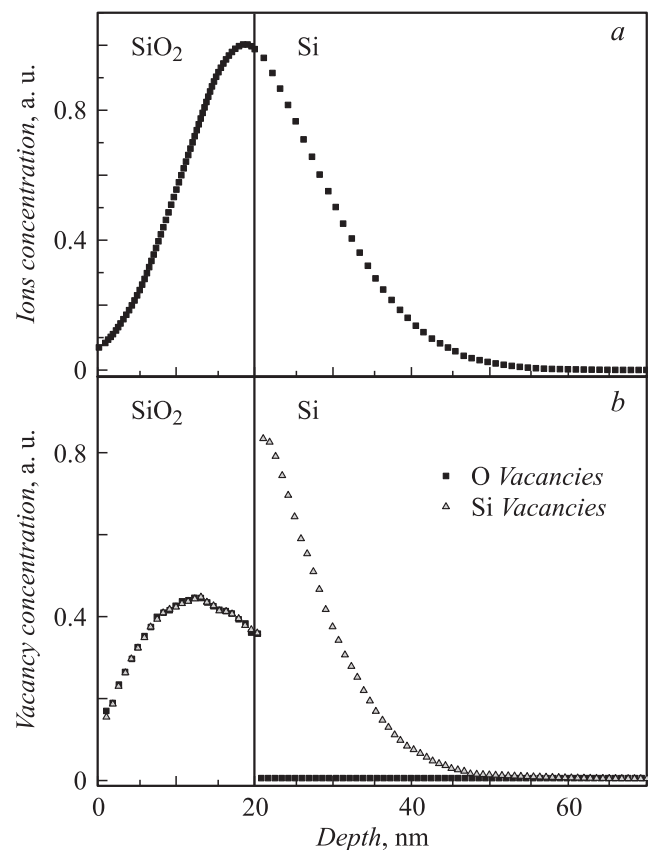 SiO2 Si a
0.8
0.4
0
Ions concentration, a. u.
SiO2 Si b
0.8
O Vacancies
Si Vacancies
0.4
0
Vacancy concentration, a. u.
0 20 40 60
Depth, nm